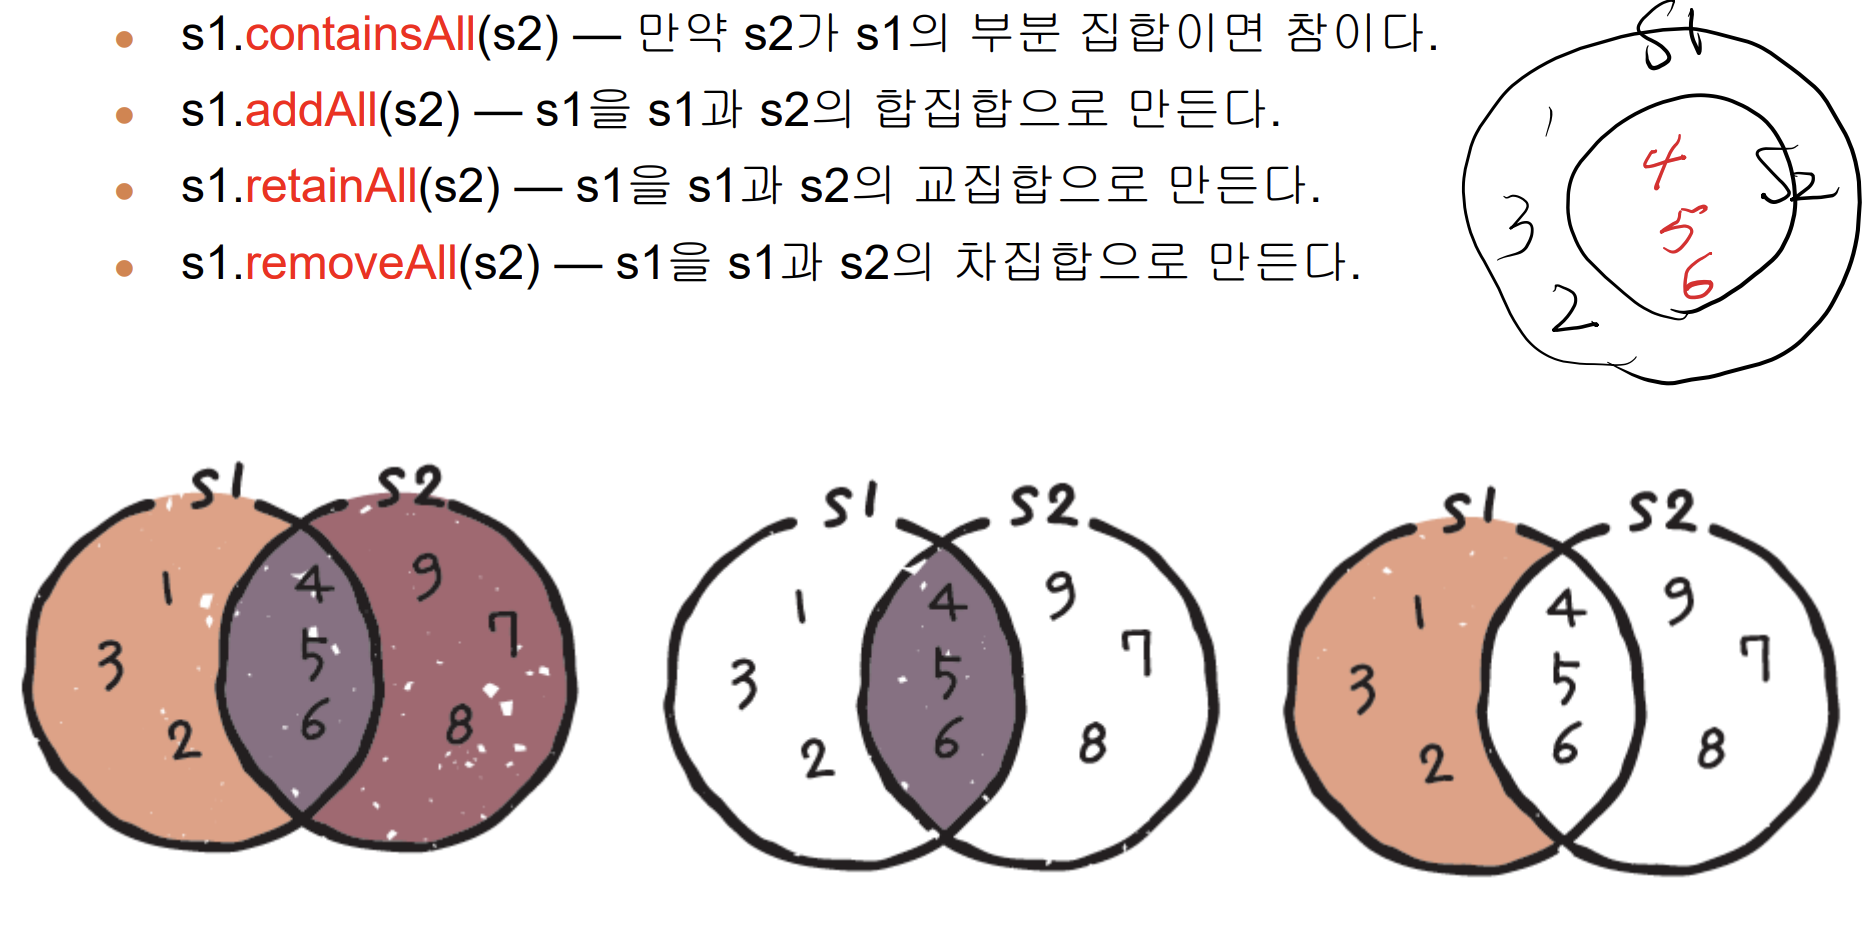 s1.containsAll(s2) — 만약 s2가 s1의 부분 집합이면 참이다.
s1.addAll(s2) — s1을 s1과 s2의 합집합으로 만든다.
s1.retainAll(s2) — s1을 s1과 s2의 교집합으로 만든다.
s1.removeAll(s2) — s1을 s1과 s2의 차집합으로 만든다.
S1
1
4
S2
3
5
6
2
S1 S2
1 4 9
3 5 7
2 6 8
S1 S2
1 4 9
3 5 7
2 6 8
S1 S2
1 4 9
3 5 7
2 6 8